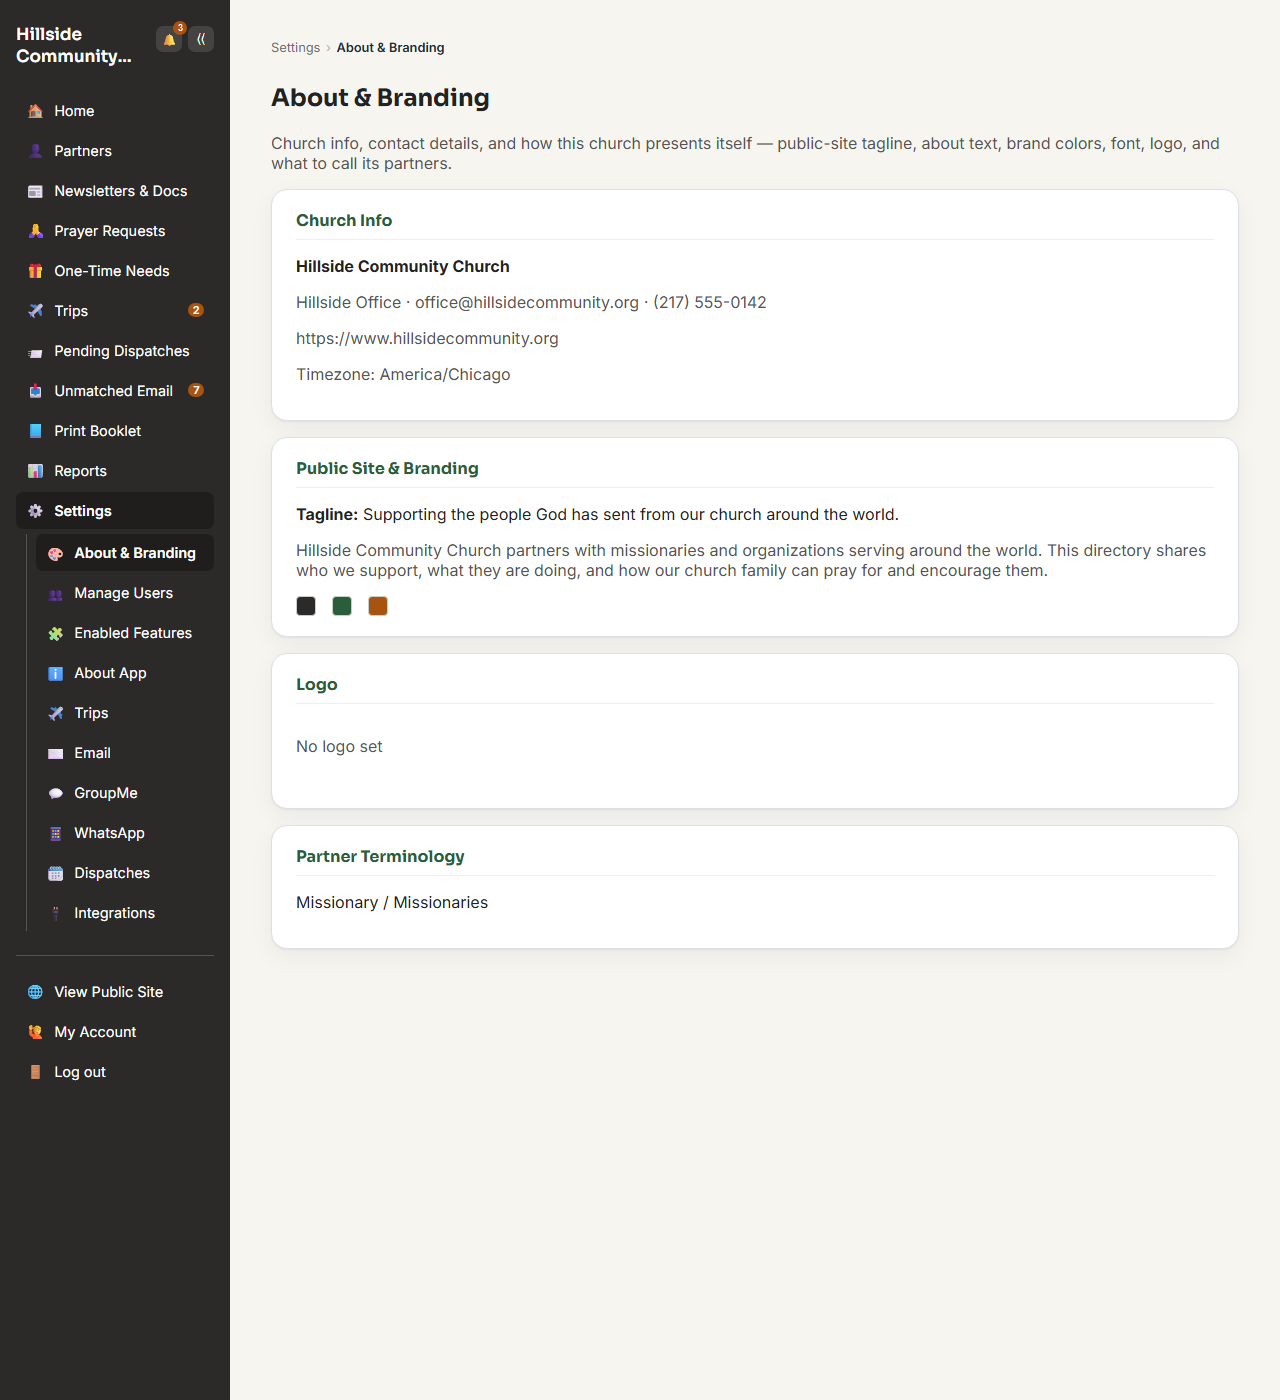 Hillside
Community...
3
Home
Partners
Newsletters & Docs
Prayer Requests
One-Time Needs
Trips
2
Pending Dispatches
Unmatched Email
7
Print Booklet
Reports
Settings
About & Branding
Manage Users
Enabled Features
About App
Trips
Email
GroupMe
WhatsApp
Dispatches
Integrations
View Public Site
My Account
Log out
Settings › About & Branding
About & Branding
Church info, contact details, and how this church presents itself — public-site tagline, about text, brand colors, font, logo, and
what to call its partners.
Church Info
Hillside Community Church
Hillside Office · office@hillsidecommunity.org · (217) 555-0142
https://www.hillsidecommunity.org
Timezone: America/Chicago
Public Site & Branding
Tagline: Supporting the people God has sent from our church around the world.
Hillside Community Church partners with missionaries and organizations serving around the world. This directory shares
who we support, what they are doing, and how our church family can pray for and encourage them.
Logo
No logo set
Partner Terminology
Missionary / Missionaries